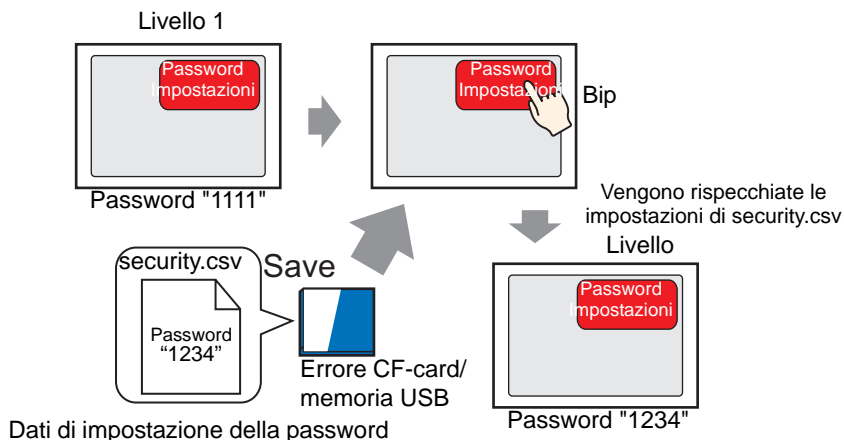 Livello 1
Password
Impostazioni
Password "1111"
Password
Impostazioni
Bip
Vengono rispecchiate le
impostazioni di security.csv
Livello
Password
Impostazioni
Password "1234"
security.csv
Save
Password
“1234”
Errore CF-card/
memoria USB
Dati di impostazione della password